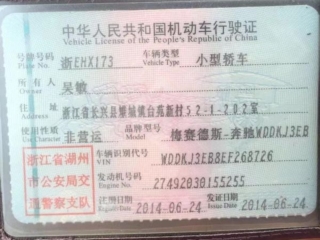 中华人民共和国机动车行驶证
Vehicle License of the People's Republic of China
号牌号码 浙EHX173 车辆类型 小型轿车
Plate No. Vehicle Type
所有人 吴敏
Owner
住址 浙江省长兴县雉城镇台苑新村52-1-202室
Address
使用性质 非营运 品牌型号 梅赛德斯-奔驰WDDKJ3EB
Use Character Model
浙江省湖州
市公安局交
通警察支队
车辆识别代号 WDDKJ3EB8EF268726
VIN
发动机号码 27492030155255
Engine No.
注册日期 2014-06-24 发证日期 2014-06-24
Register Date Issue Date